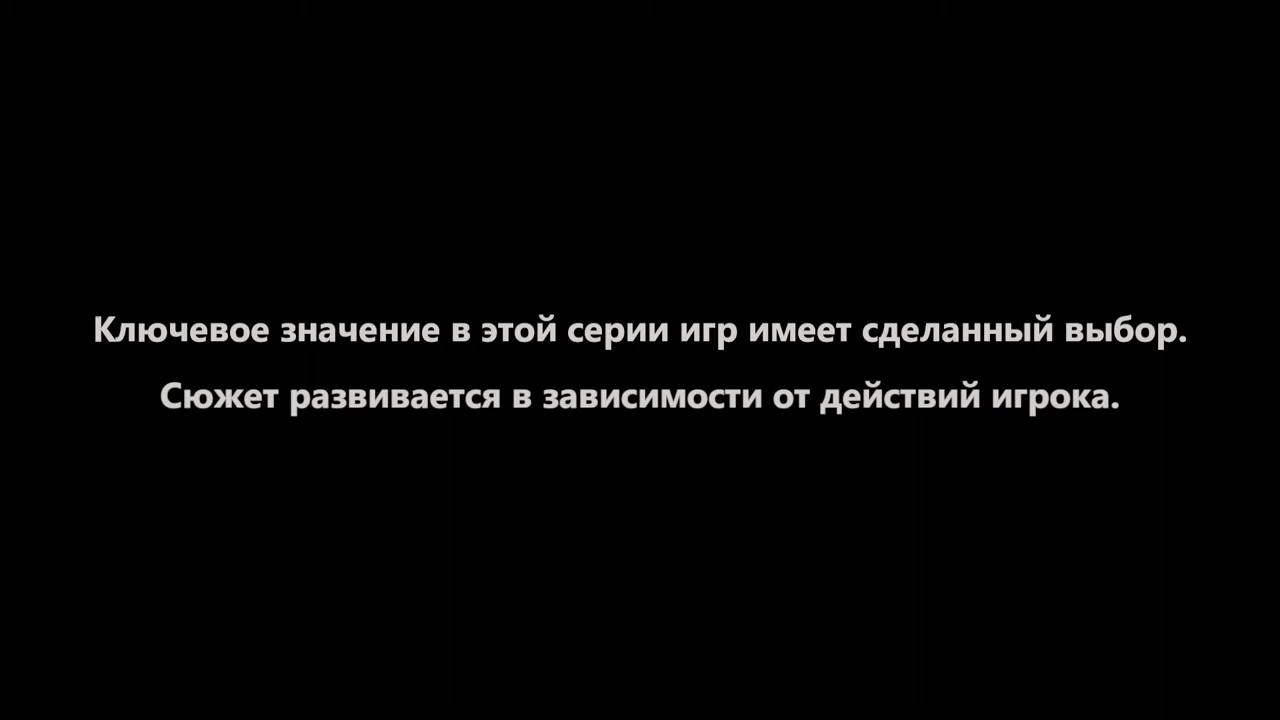 Ключевое значение в этой серии игр имеет сделанный выбор.
Сюжет развивается в зависимости от действий игрока.